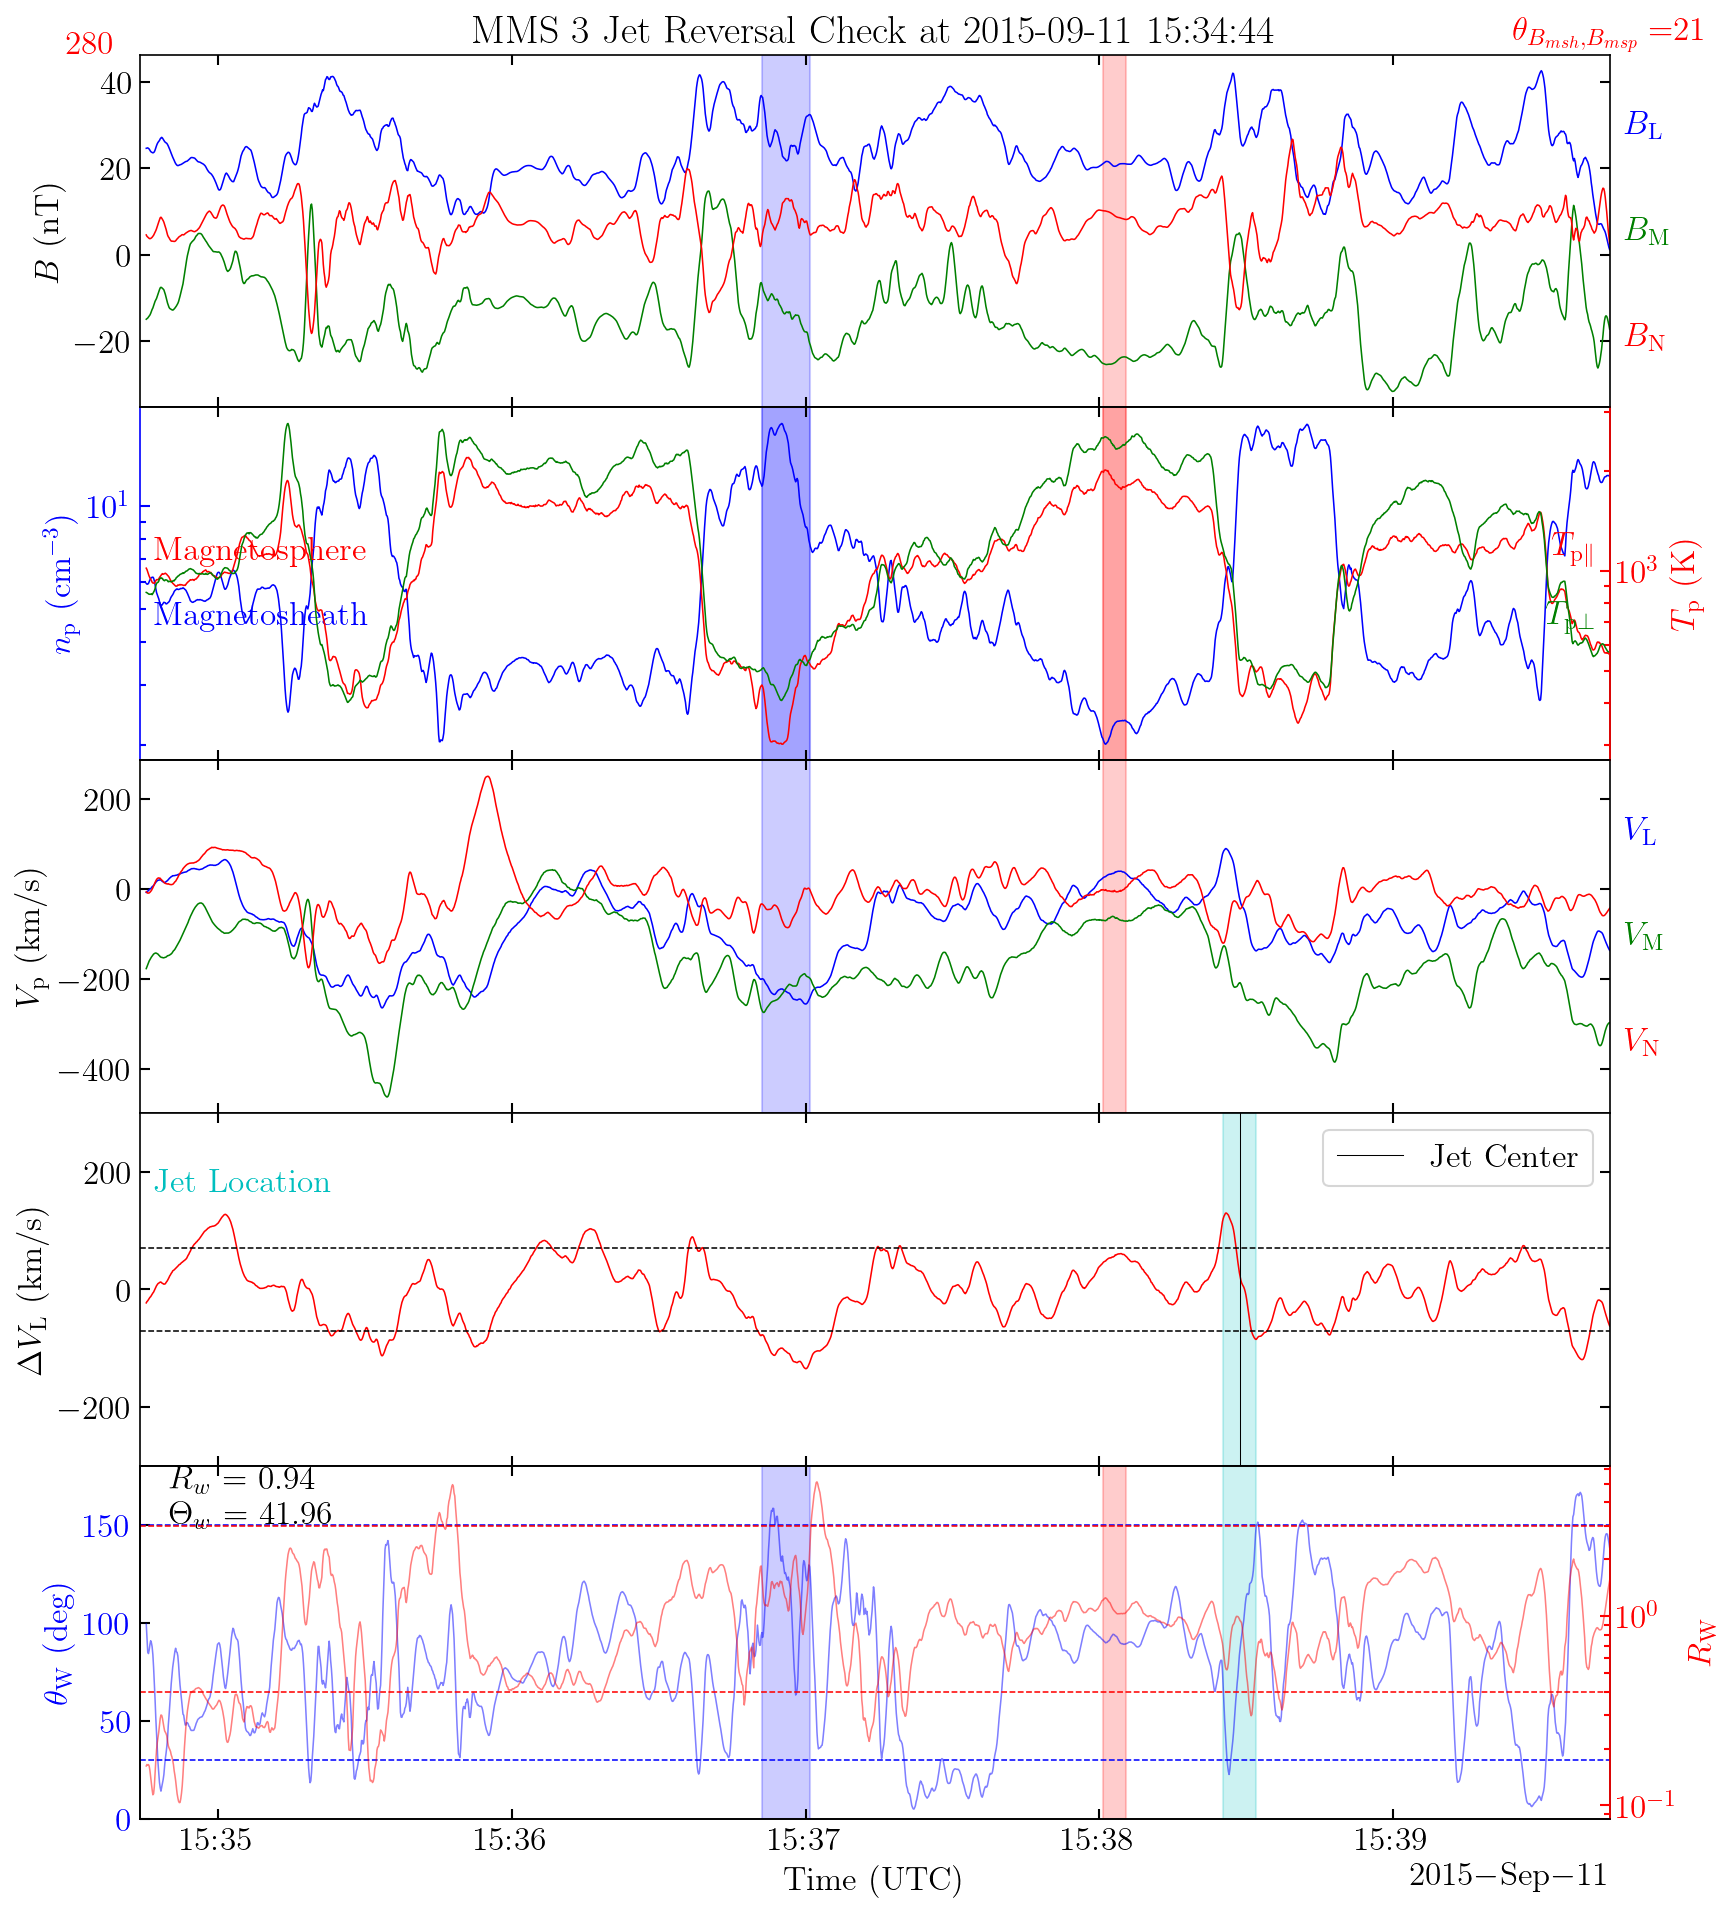 MMS 3 Jet Reversal Check at 2015-09-11 15:34:44
280
θ_{B_{msh},B_{msp}} =21
40
20
0
−20
B (nT)
B_L
B_M
B_N
10^1
n_p (cm^{−3})
Magnetosphere
Magnetosheath
T_{p∥}
T_{p⊥}
10^3
T_p (K)
200
0
−200
−400
V_p (km/s)
V_L
V_M
V_N
200
0
−200
ΔV_L (km/s)
Jet Location
Jet Center
R_w = 0.94
Θ_w = 41.96
150
100
50
0
θ_W (deg)
10^0
10^{−1}
R_W
15:35 15:36 15:37 15:38 15:39
Time (UTC)
2015−Sep−11